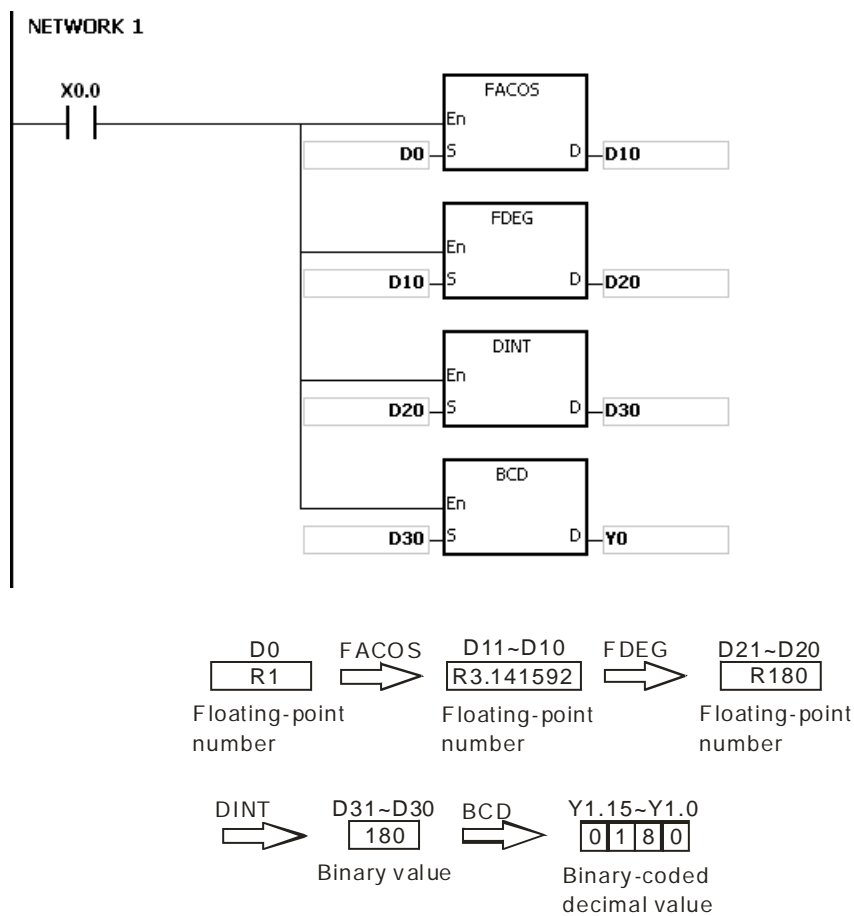 NETWORK 1
X0.0
FACOS
En
D0 S D D10
FDEG
En
D10 S D D20
DINT
En
D20 S D D30
BCD
En
D30 S D Y0
D0 FACOS D11~D10 FDEG D21~D20
R1 R3.141592 R180
Floating-point Floating-point Floating-point
number number number
DINT D31~D30 BCD Y1.15~Y1.0
180 0 1 8 0
Binary value Binary-coded
decimal value